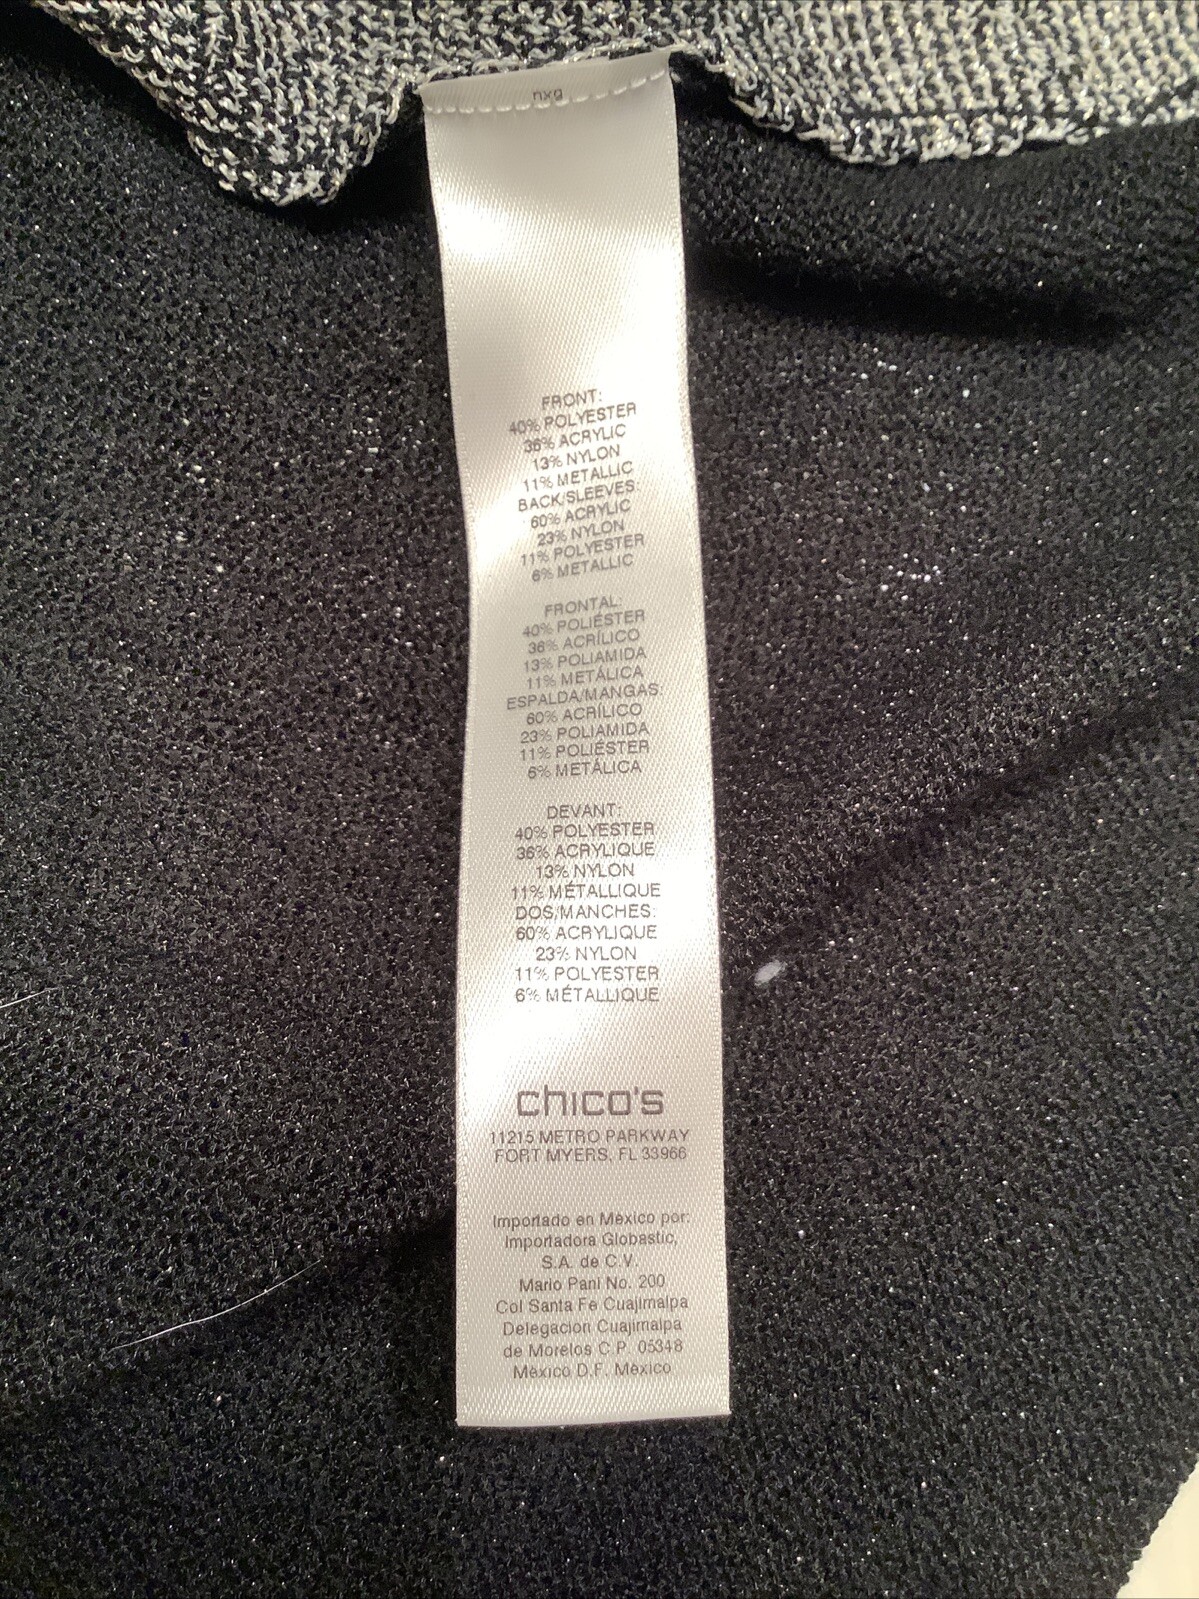 nxg
FRONT:
40% POLYESTER
36% ACRYLIC
13% NYLON
11% METALLIC
BACK/SLEEVES:
60% ACRYLIC
23% NYLON
11% POLYESTER
6% METALLIC
FRONTAL:
40% POLIÉSTER
36% ACRÍLICO
13% POLIAMIDA
11% METÁLICA
ESPALDA/MANGAS:
60% ACRÍLICO
23% POLIAMIDA
11% POLIÉSTER
6% METÁLICA
DEVANT:
40% POLYESTER
36% ACRYLIQUE
13% NYLON
11% MÉTALLIQUE
DOS/MANCHES:
60% ACRYLIQUE
23% NYLON
11% POLYESTER
6% MÉTALLIQUE
chico's
11215 METRO PARKWAY
FORT MYERS, FL 33966
Importado en México por:
Importadora Globastic,
S.A. de C.V.
Mario Pani No. 200
Col Santa Fe Cuajimalpa
Delegacion Cuajimalpa
de Morelos C.P. 05348
México D.F. México